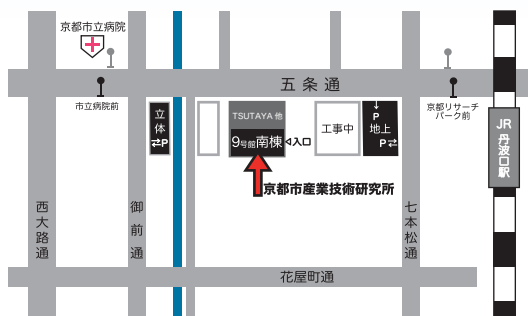 京都市立病院
五条通
市立病院前
京都リサーチ
パーク前
立体
⇄P
TSUTAYA 他
9号館南棟
入口
工事中
P
地上
P⇄
JR
丹波口駅
京都市産業技術研究所
西大路通
御前通
七本松通
花屋町通